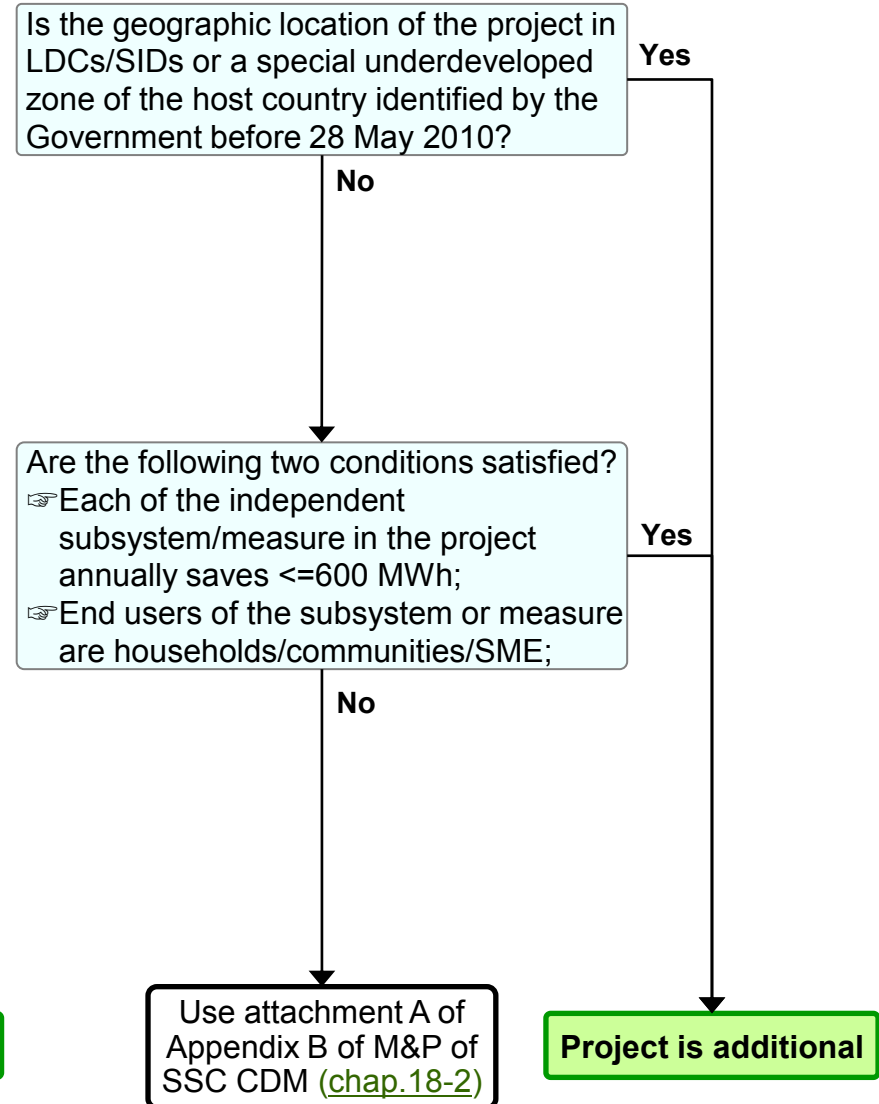 Is the geographic location of the project in
LDCs/SIDs or a special underdeveloped
zone of the host country identified by the
Government before 28 May 2010?
Yes
No
Are the following two conditions satisfied?
☞Each of the independent
subsystem/measure in the project
annually saves <=600 MWh;
☞End users of the subsystem or measure
are households/communities/SME;
Yes
No
Use attachment A of
Appendix B of M&P of
SSC CDM (chap.18-2)
Project is additional